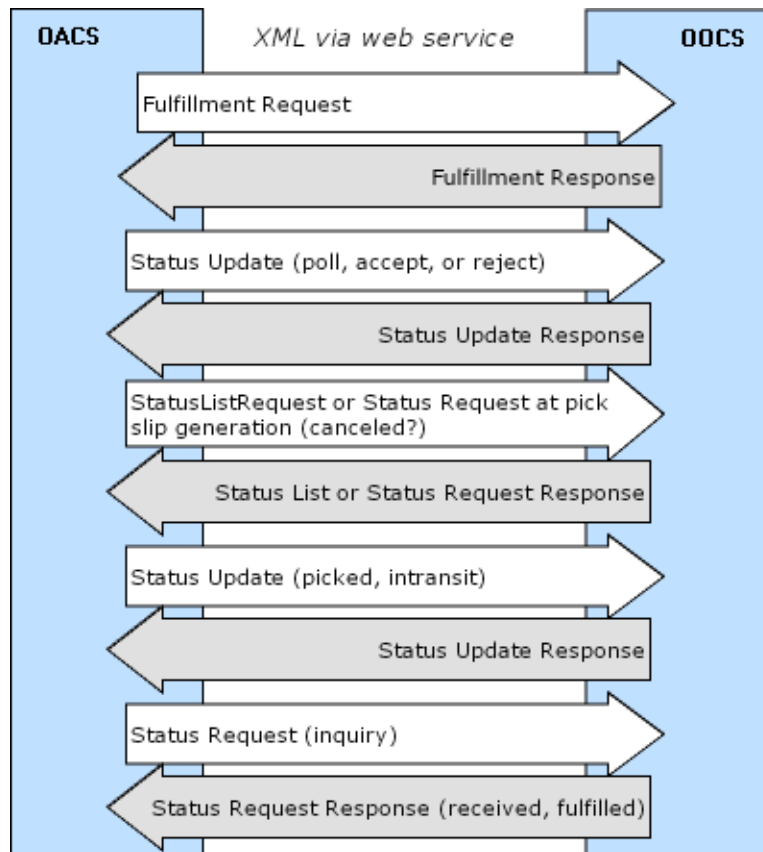 OACS
XML via web service
OOCS
Fulfillment Request
Fulfillment Response
Status Update (poll, accept, or reject)
Status Update Response
StatusListRequest or Status Request at pick
slip generation (canceled?)
Status List or Status Request Response
Status Update (picked, intransit)
Status Update Response
Status Request (inquiry)
Status Request Response (received, fulfilled)